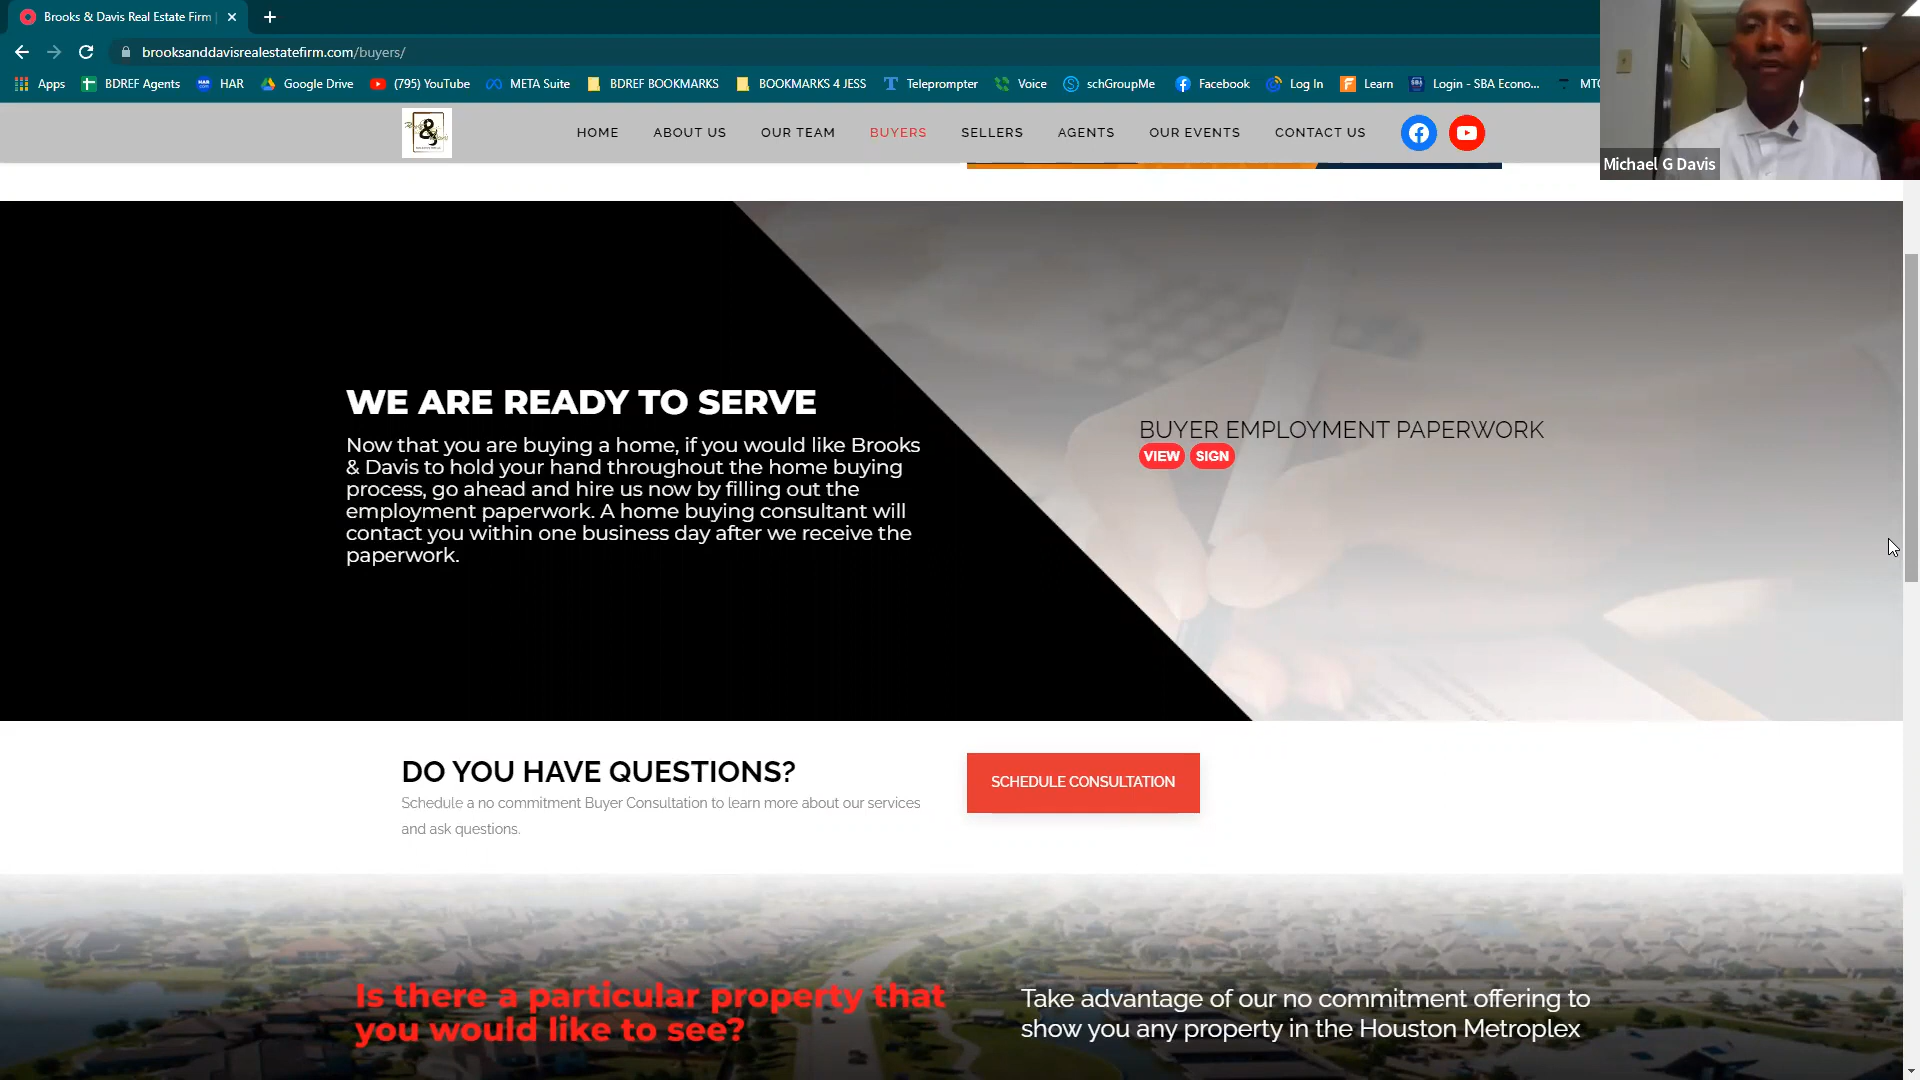 Brooks & Davis Real Estate Firm |
brooksanddavisrealestatefirm.com/buyers/
Apps
BDREF Agents
HAR
Google Drive
(795) YouTube
META Suite
BDREF BOOKMARKS
BOOKMARKS 4 JESS
Teleprompter
Voice
schGroupMe
Facebook
Log In
Learn
Login - SBA Econo...
&
HOME
ABOUT US
OUR TEAM
BUYERS
SELLERS
AGENTS
OUR EVENTS
CONTACT US
Michael G Davis
WE ARE READY TO SERVE
Now that you are buying a home, if you would like Brooks
& Davis to hold your hand throughout the home buying
process, go ahead and hire us now by filling out the
employment paperwork. A home buying consultant will
contact you within one business day after we receive the
paperwork.
BUYER EMPLOYMENT PAPERWORK
VIEW SIGN
DO YOU HAVE QUESTIONS?
Schedule a no commitment Buyer Consultation to learn more about our services
and ask questions.
SCHEDULE CONSULTATION
Is there a particular property that
you would like to see?
Take advantage of our no commitment offering to
show you any property in the Houston Metroplex